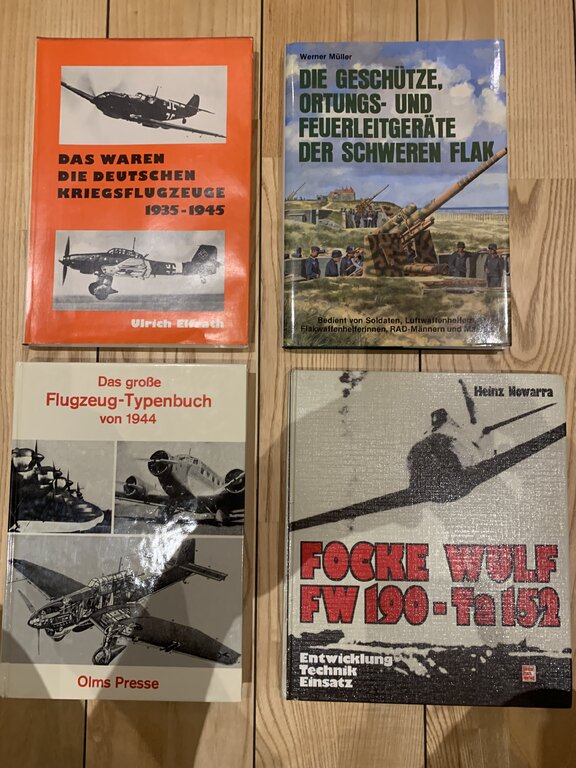 DAS WAREN
DIE DEUTSCHEN
KRIEGSFLUGZEUGE
1935-1945
Ulrich Elfrath
Werner Müller
DIE GESCHÜTZE,
ORTUNGS- UND
FEUERLEITGERÄTE
DER SCHWEREN FLAK
Bedient von Soldaten, Luftwaffenhelfern,
Flakwaffenhelferinnen, RAD-Männern und
Das große
Flugzeug-Typenbuch
von 1944
Olms Presse
Heinz Nowarra
FOCKE WULF
FW 190-Ta 152
Entwicklung
Technik
Einsatz